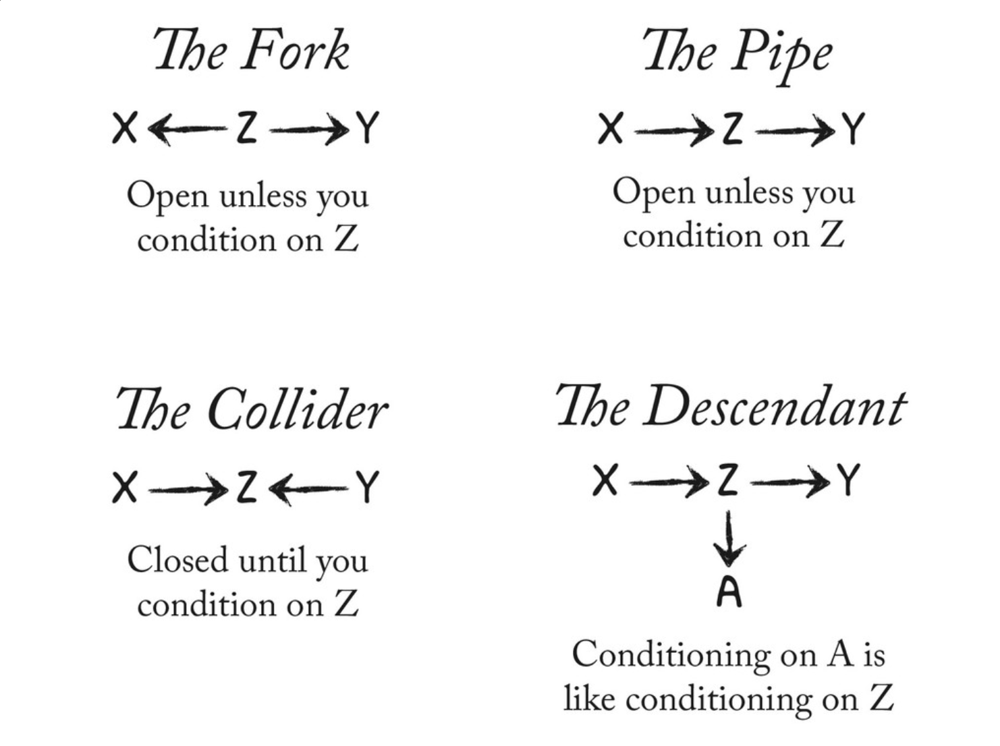 The Fork
X ← Z → Y
Open unless you
condition on Z
The Pipe
X → Z → Y
Open unless you
condition on Z
The Collider
X → Z ← Y
Closed until you
condition on Z
The Descendant
X → Z → Y
↓
A
Conditioning on A is
like conditioning on Z